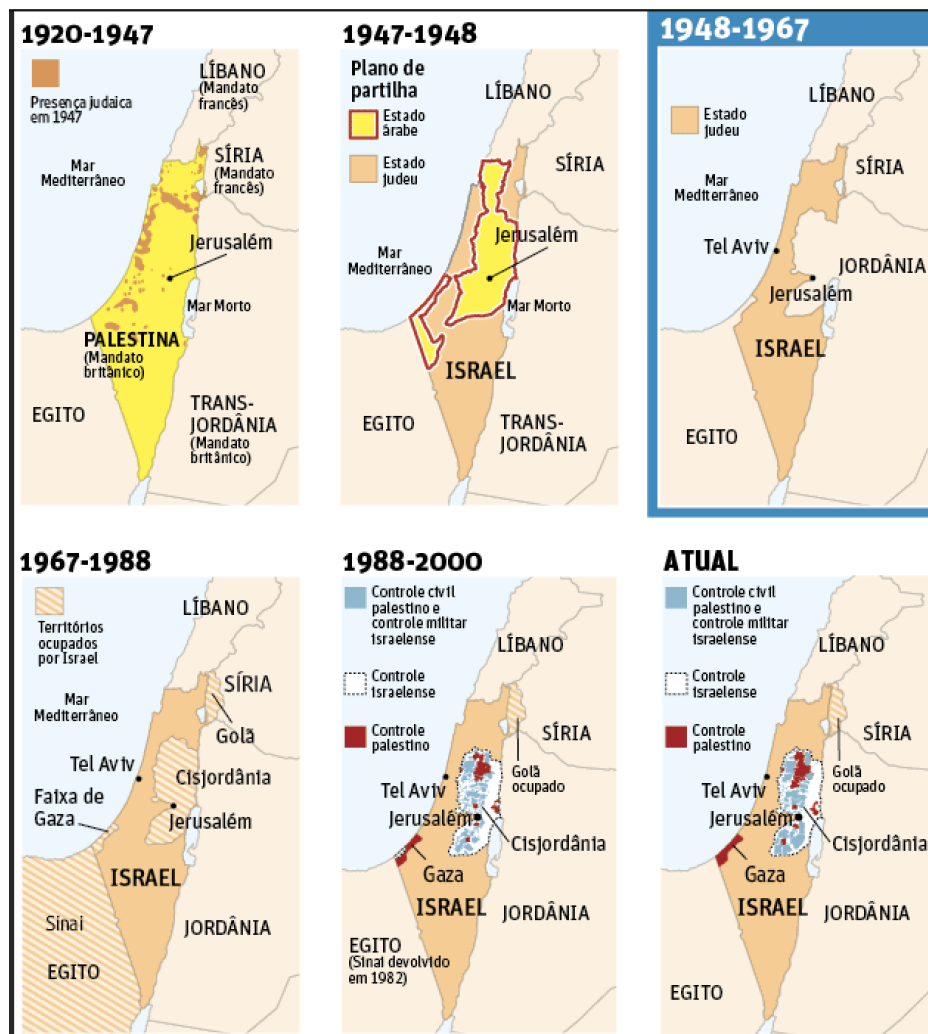 1920-1947
Presença judaica
em 1947
LÍBANO
(Mandato
francês)
Mar
Mediterrâneo
SÍRIA
(Mandato
francês)
Jerusalém
Mar Morto
PALESTINA
(Mandato
britânico)
EGITO
TRANS-
JORDÂNIA
(Mandato
britânico)
1947-1948
Plano de
partilha
Estado
árabe
Estado
judeu
LÍBANO
SÍRIA
Mar
Mediterrâneo
Jerusalém
Mar Morto
ISRAEL
EGITO
TRANS-
JORDÂNIA
1948-1967
Estado
judeu
LÍBANO
SÍRIA
Mar
Mediterrâneo
Tel Aviv
JORDÂNIA
Jerusalém
ISRAEL
EGITO
1967-1988
Territórios
ocupados
por Israel
LÍBANO
Mar
Mediterrâneo
SÍRIA
Golã
Tel Aviv
Cisjordânia
Faixa de
Gaza
Jerusalém
ISRAEL
Sinai
JORDÂNIA
EGITO
1988-2000
Controle civil
palestino e
controle militar
israelense
Controle
israelense
Controle
palestino
LÍBANO
SÍRIA
Golã
ocupado
Tel Aviv
Jerusalém
Cisjordânia
Gaza
ISRAEL
JORDÂNIA
EGITO
(Sinai devolvido
em 1982)
ATUAL
Controle civil
palestino e
controle militar
israelense
Controle
israelense
Controle
palestino
LÍBANO
SÍRIA
Golã
ocupado
Tel Aviv
Jerusalém
Cisjordânia
Gaza
ISRAEL
JORDÂNIA
EGITO